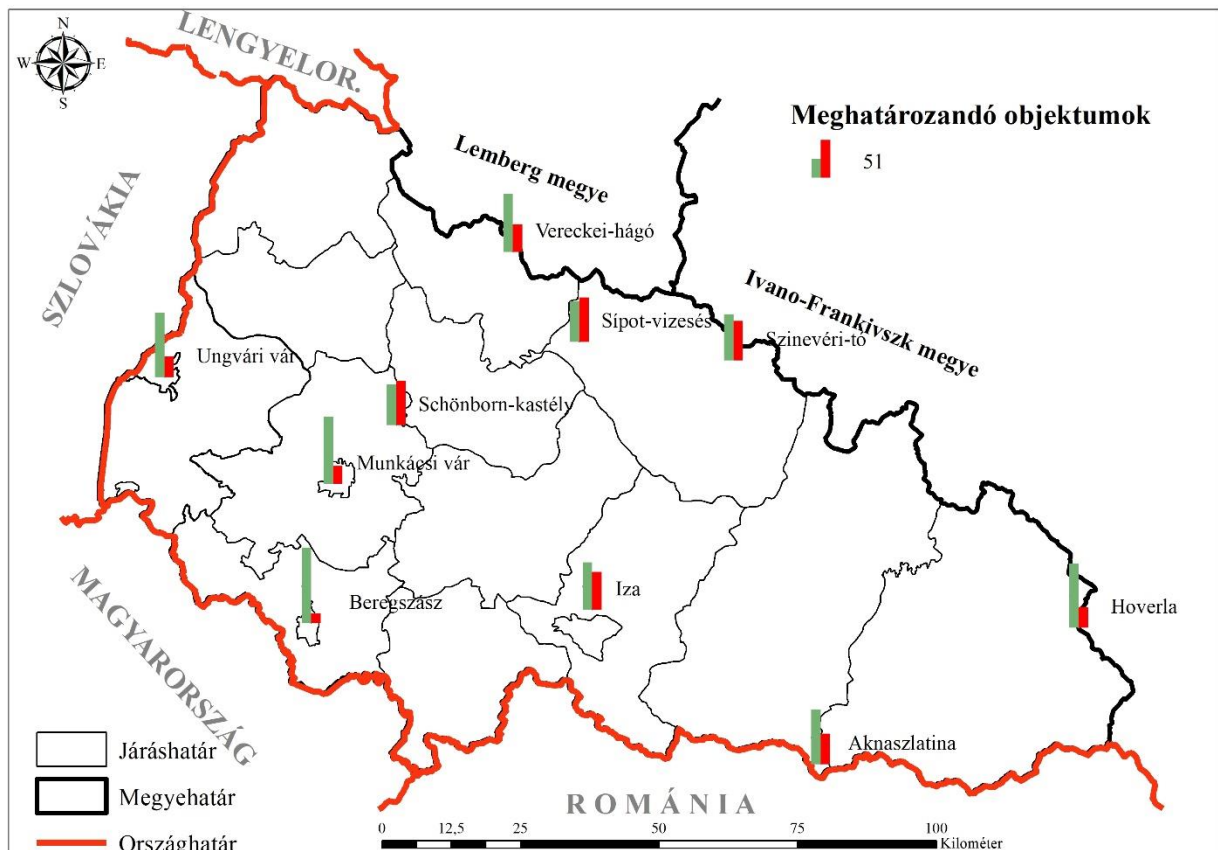 N
W E
S
LENGYELOR.
SZLOVÁKIA
Lemberg megye
Ivano-Frankivszk megye
Meghatározandó objektumok
51
Vereckei-hágó
Sípot-vizesés
Szinevéri-tó
Ungvári vár
Schönborn-kastély
Munkácsi vár
Beregszász
Iza
Hoverla
Aknaszlatina
MAGYARORSZÁG
ROMÁNIA
Járáshatár
Megyehatár
Országhatár
0 12,5 25 50 75 100
Kilométer